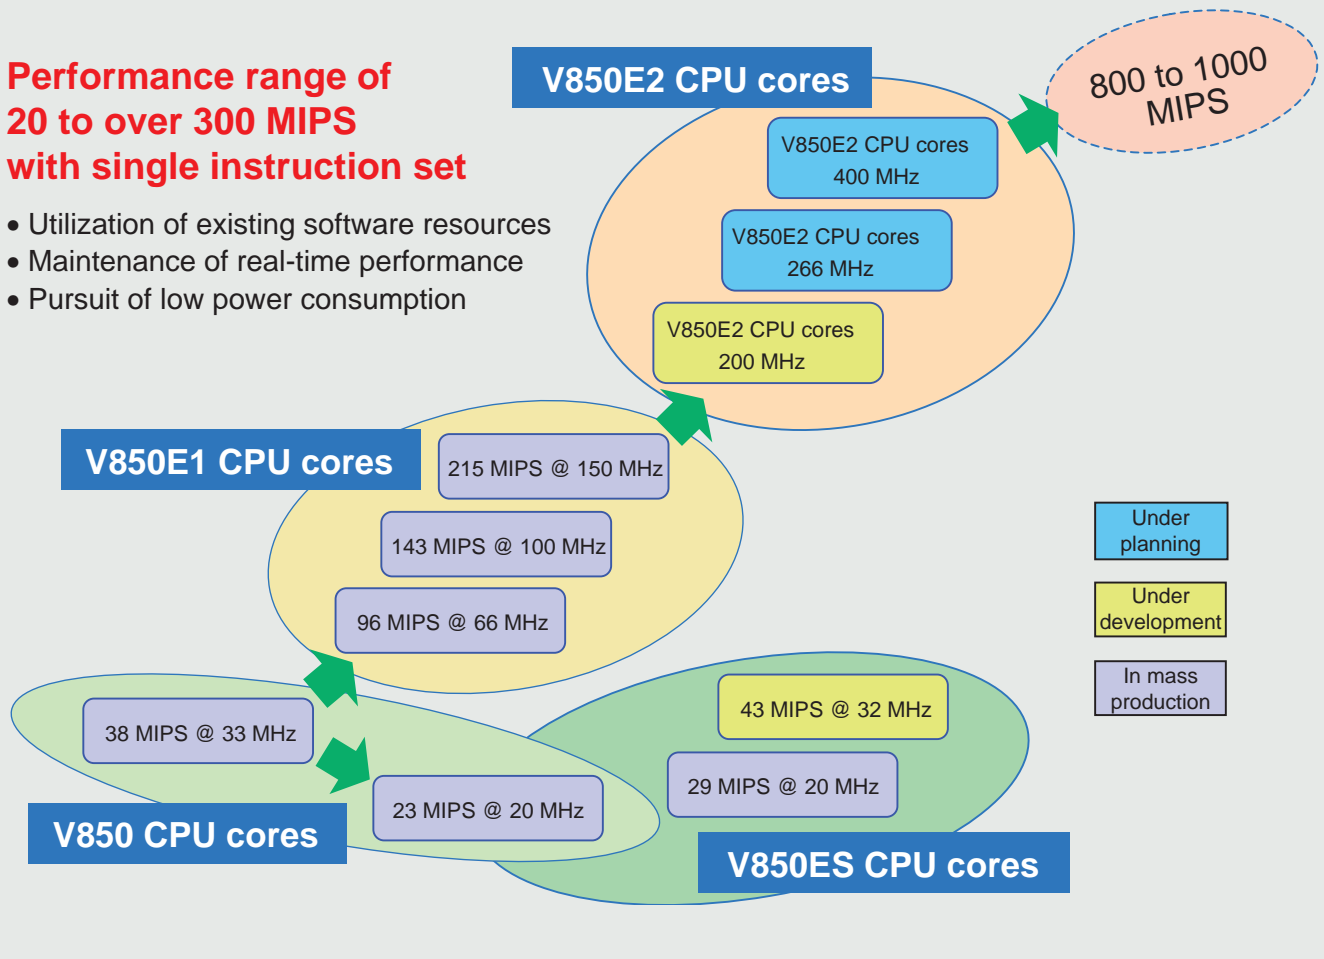 Performance range of
20 to over 300 MIPS
with single instruction set
• Utilization of existing software resources
• Maintenance of real-time performance
• Pursuit of low power consumption
V850E2 CPU cores
800 to 1000
MIPS
V850E2 CPU cores
400 MHz
V850E2 CPU cores
266 MHz
V850E2 CPU cores
200 MHz
V850E1 CPU cores
215 MIPS @ 150 MHz
143 MIPS @ 100 MHz
96 MIPS @ 66 MHz
Under
planning
Under
development
In mass
production
38 MIPS @ 33 MHz
23 MIPS @ 20 MHz
V850 CPU cores
43 MIPS @ 32 MHz
29 MIPS @ 20 MHz
V850ES CPU cores